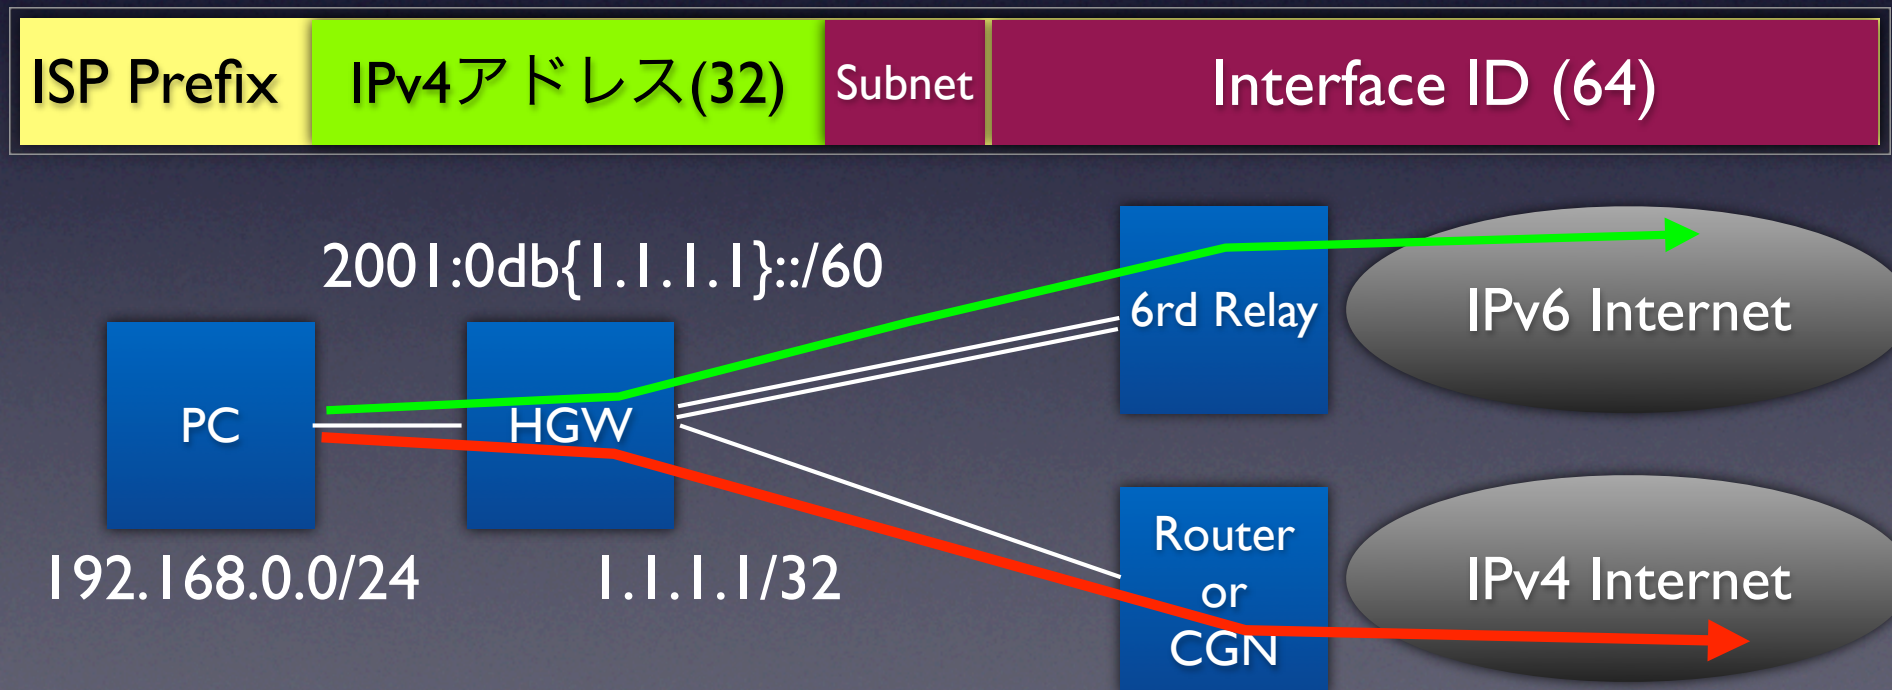 ISP Prefix
IPv4アドレス(32)
Subnet
Interface ID (64)
2001:0db{1.1.1.1}::/60
6rd Relay
IPv6 Internet
PC
HGW
192.168.0.0/24
1.1.1.1/32
Router
or
CGN
IPv4 Internet